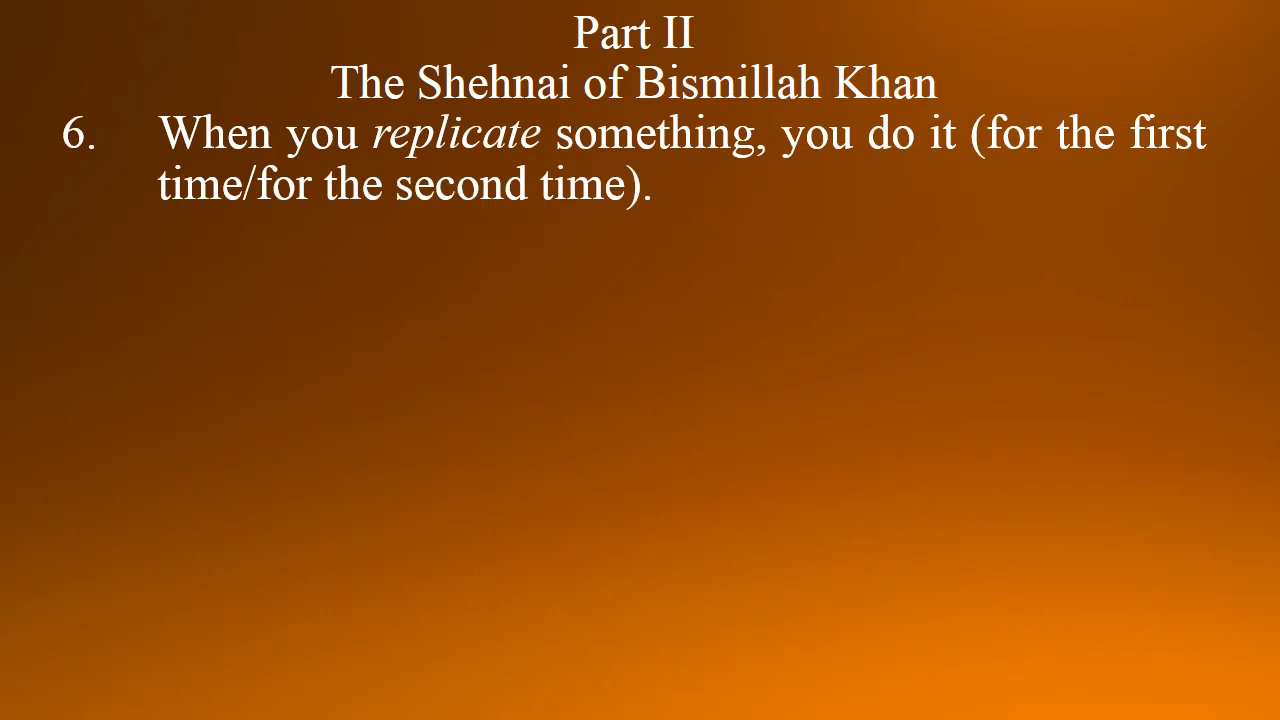 Part II
The Shehnai of Bismillah Khan
6. When you replicate something, you do it (for the first
time/for the second time).